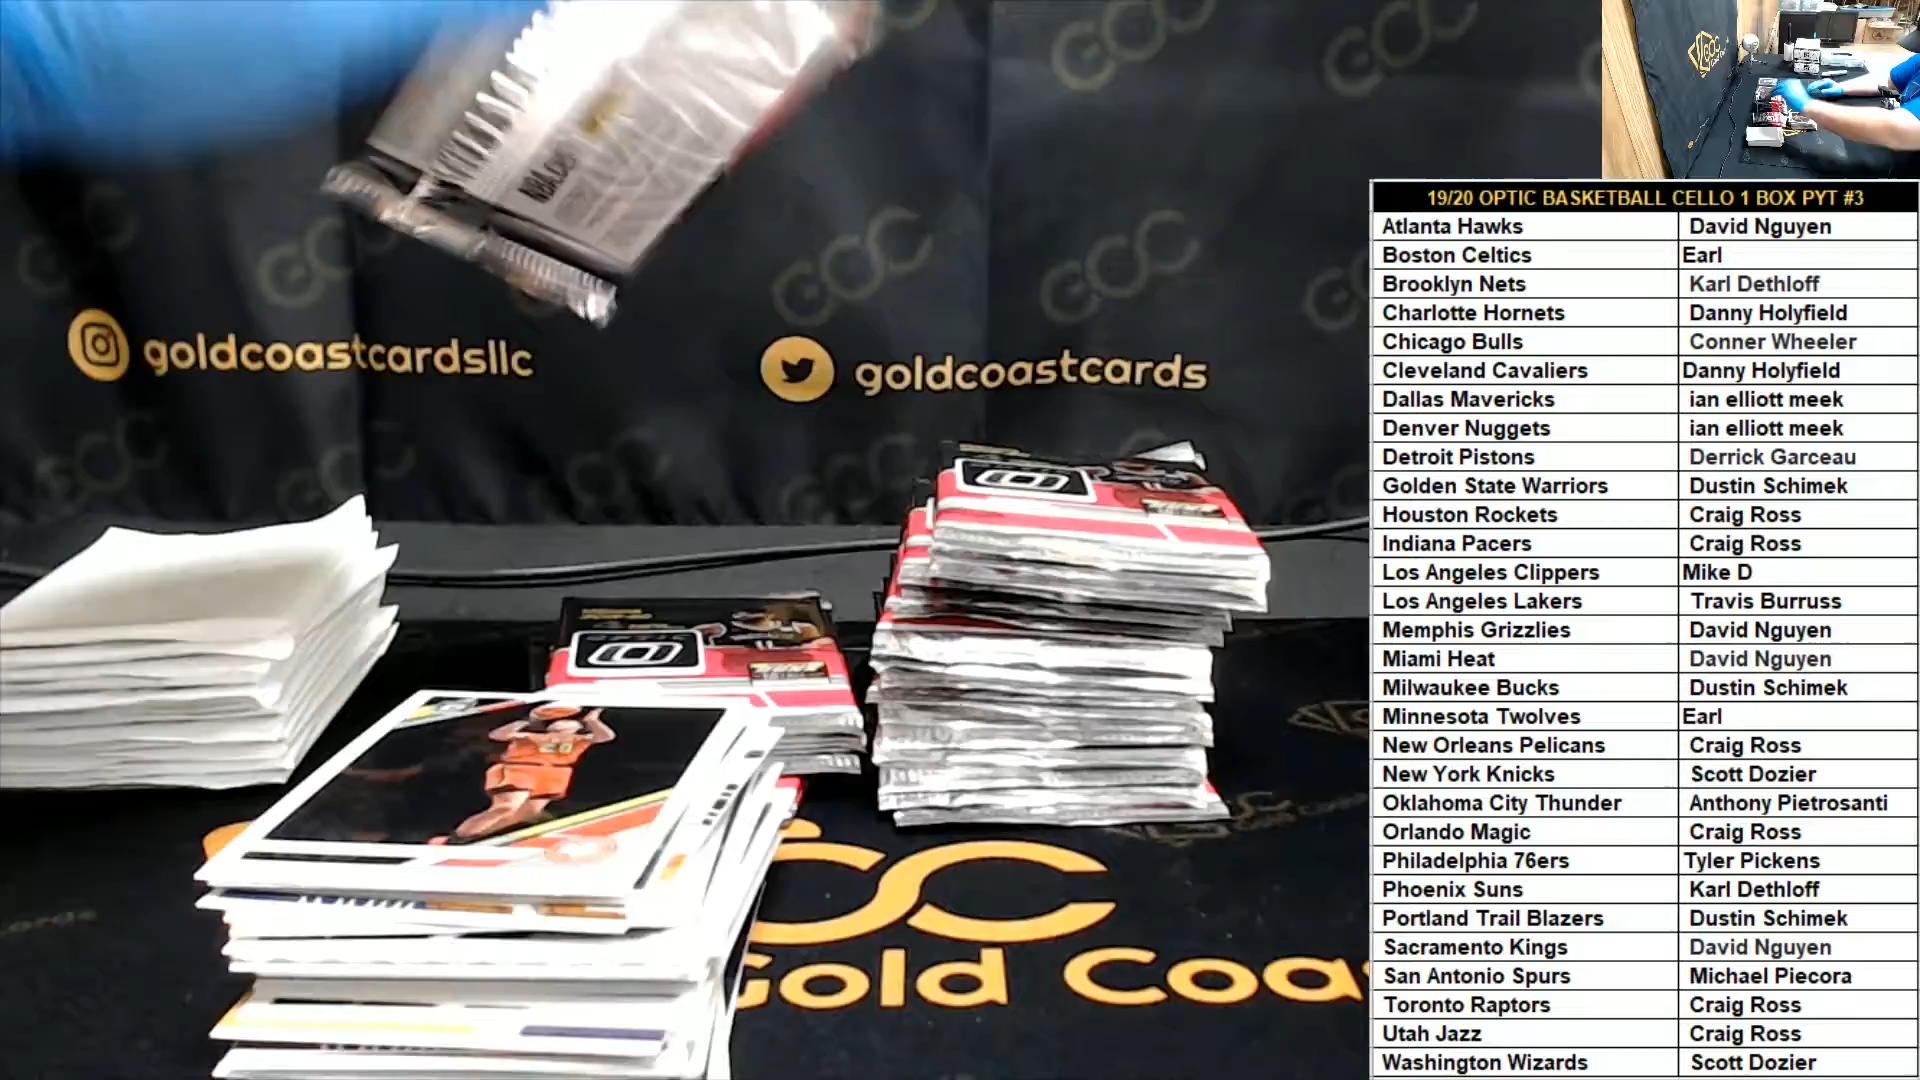 NBA.
goldcoastcardsllc
goldcoastcards
GCC
Gold Coa
19/20 OPTIC BASKETBALL CELLO 1 BOX PYT #3
Atlanta Hawks David Nguyen
Boston Celtics Earl
Brooklyn Nets Karl Dethloff
Charlotte Hornets Danny Holyfield
Chicago Bulls Conner Wheeler
Cleveland Cavaliers Danny Holyfield
Dallas Mavericks ian elliott meek
Denver Nuggets ian elliott meek
Detroit Pistons Derrick Garceau
Golden State Warriors Dustin Schimek
Houston Rockets Craig Ross
Indiana Pacers Craig Ross
Los Angeles Clippers Mike D
Los Angeles Lakers Travis Burruss
Memphis Grizzlies David Nguyen
Miami Heat David Nguyen
Milwaukee Bucks Dustin Schimek
Minnesota Twolves Earl
New Orleans Pelicans Craig Ross
New York Knicks Scott Dozier
Oklahoma City Thunder Anthony Pietrosanti
Orlando Magic Craig Ross
Philadelphia 76ers Tyler Pickens
Phoenix Suns Karl Dethloff
Portland Trail Blazers Dustin Schimek
Sacramento Kings David Nguyen
San Antonio Spurs Michael Piecora
Toronto Raptors Craig Ross
Utah Jazz Craig Ross
Washington Wizards Scott Dozier